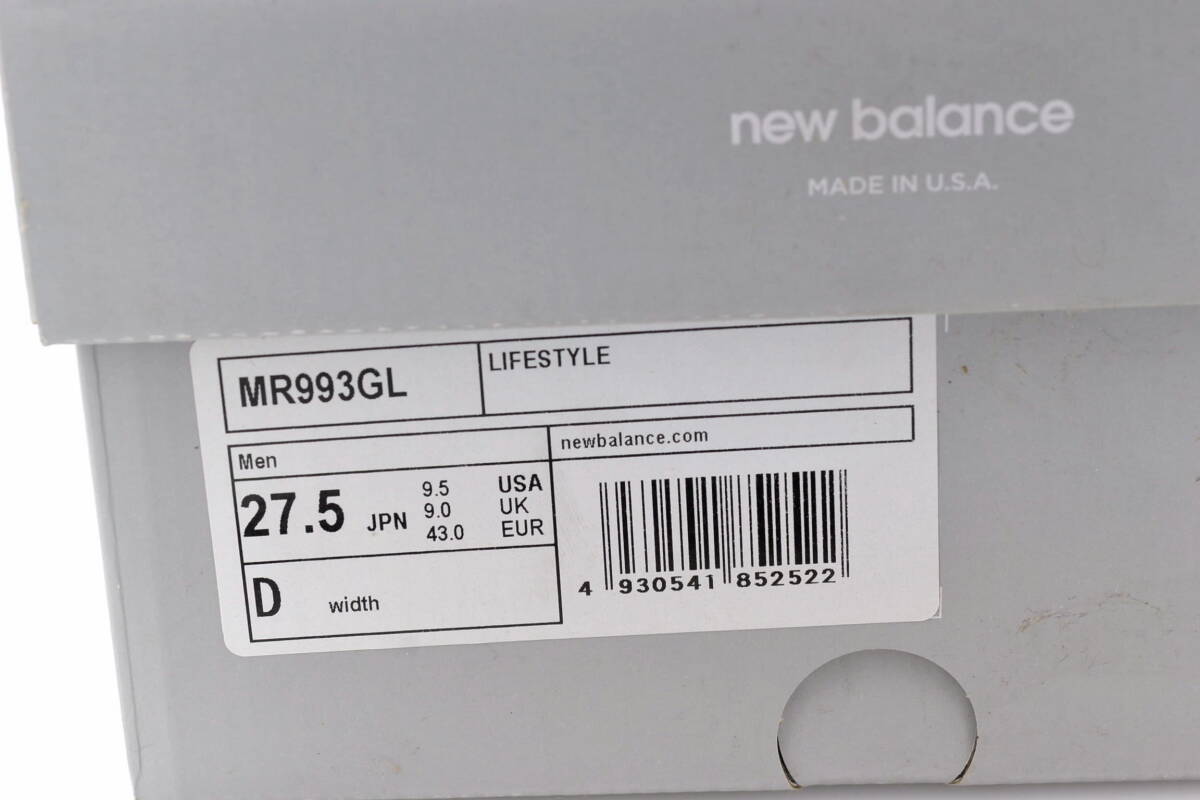 new balance
MADE IN U.S.A.
MR993GL
LIFESTYLE
Men
newbalance.com
27.5 JPN
9.5 USA
9.0 UK
43.0 EUR
D width
4 930541 852522